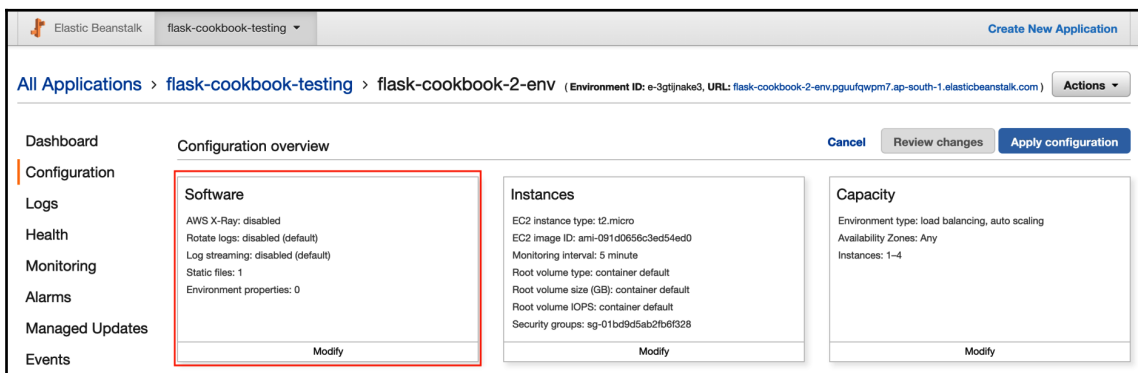 Elastic Beanstalk flask-cookbook-testing Create New Application
All Applications > flask-cookbook-testing > flask-cookbook-2-env ( Environment ID: e-3gtijnake3, URL: flask-cookbook-2-env.pguufqwpm7.ap-south-1.elasticbeanstalk.com ) Actions
Dashboard
Configuration
Logs
Health
Monitoring
Alarms
Managed Updates
Events
Configuration overview Cancel Review changes Apply configuration
Software
AWS X-Ray: disabled
Rotate logs: disabled (default)
Log streaming: disabled (default)
Static files: 1
Environment properties: 0
Modify
Instances
EC2 instance type: t2.micro
EC2 image ID: ami-091d0656c3ed54ed0
Monitoring interval: 5 minute
Root volume type: container default
Root volume size (GB): container default
Root volume IOPS: container default
Security groups: sg-01bd9d5ab2fb6f328
Modify
Capacity
Environment type: load balancing, auto scaling
Availability Zones: Any
Instances: 1–4
Modify